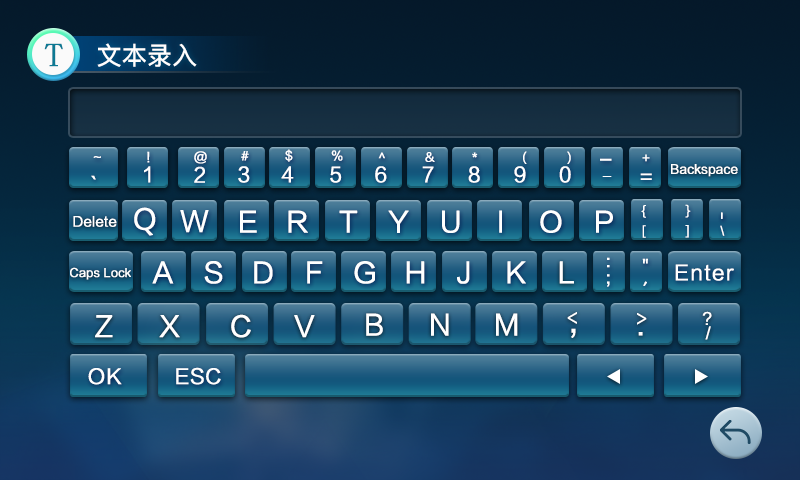 T 文本录入
~ ! @ # $ % ^ & * ( ) — +
、 1 2 3 4 5 6 7 8 9 0 – = Backspace
Delete Q W E R T Y U I O P { [ } ] ¦ \
Caps Lock A S D F G H J K L : ; " , Enter
Z X C V B N M < ; > . ? /
OK ESC ◀ ▶